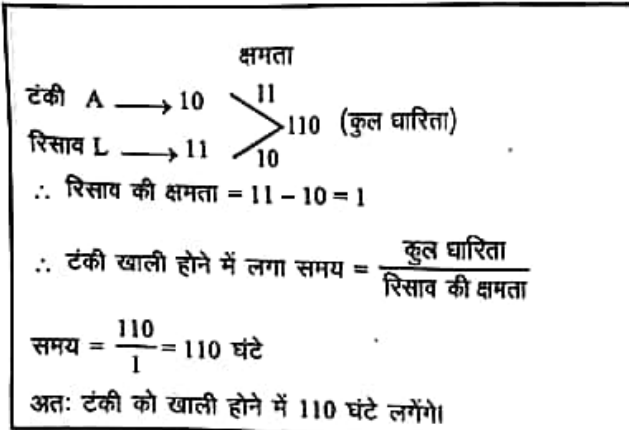 क्षमता
टंकी A ⟶ 10 11
110 (कुल धारिता)
रिसाव L ⟶ 11 10
∴ रिसाव की क्षमता = 11 – 10 = 1
∴ टंकी खाली होने में लगा समय = कुल धारिता / रिसाव की क्षमता
समय = 110 / 1 = 110 घंटे
अतः टंकी को खाली होने में 110 घंटे लगेंगे।